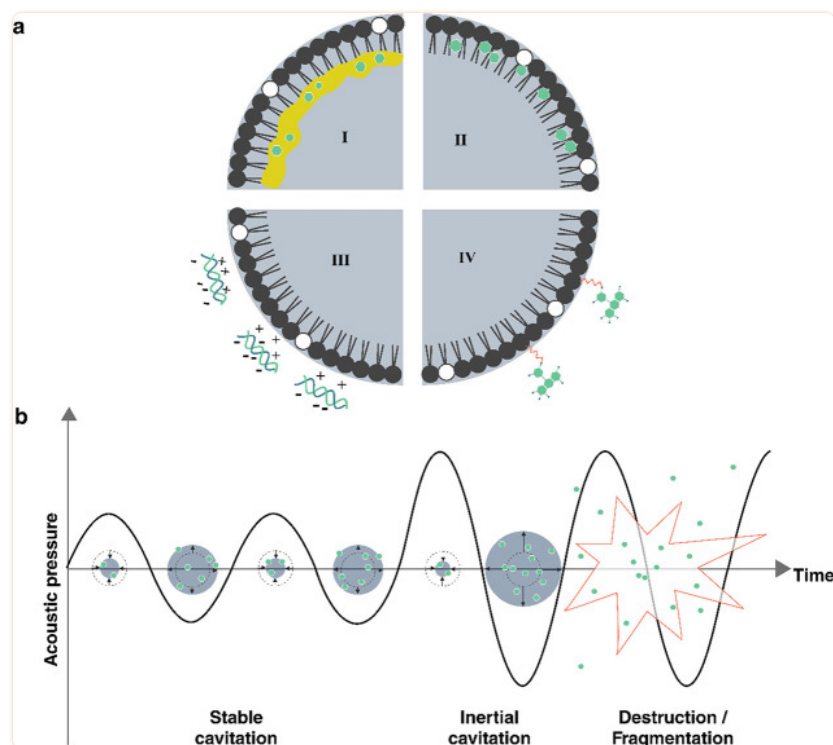 a
I
II
III
IV
b
Acoustic pressure
Time
Stable
cavitation
Inertial
cavitation
Destruction /
Fragmentation